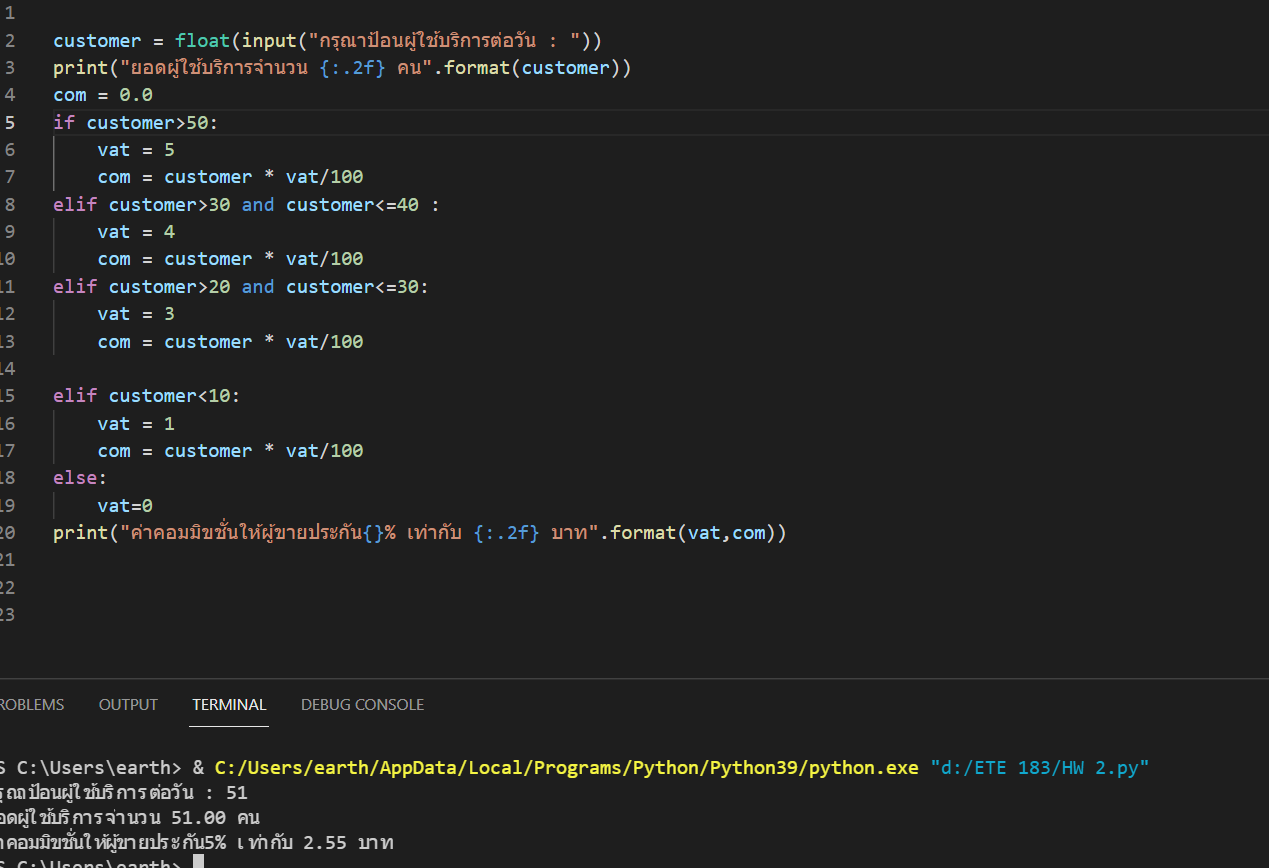 1
2 customer = float(input("กรุณาป้อนผู้ใช้บริการต่อวัน : "))
3 print("ยอดผู้ใช้บริการจำนวน {:.2f} คน".format(customer))
4 com = 0.0
5 if customer>50:
6     vat = 5
7     com = customer * vat/100
8 elif customer>30 and customer<=40 :
9     vat = 4
10     com = customer * vat/100
11 elif customer>20 and customer<=30:
12     vat = 3
13     com = customer * vat/100
14
15 elif customer<10:
16     vat = 1
17     com = customer * vat/100
18 else:
19     vat=0
20 print("ค่าคอมมิขชั่นให้ผู้ขายประกัน{}% เท่ากับ {:.2f} บาท".format(vat,com))
21
22
23
ROBLEMS OUTPUT TERMINAL DEBUG CONSOLE
S C:\Users\earth> & C:/Users/earth/AppData/Local/Programs/Python/Python39/python.exe "d:/ETE 183/HW 2.py"
รุณาป้อนผู้ใช้บริการต่อวัน : 51
อดผู้ใช้บริการจำนวน 51.00 คน
าคอมมิขชั่นให้ผู้ขายประกัน5% เท่ากับ 2.55 บาท
S C:\Users\earth>